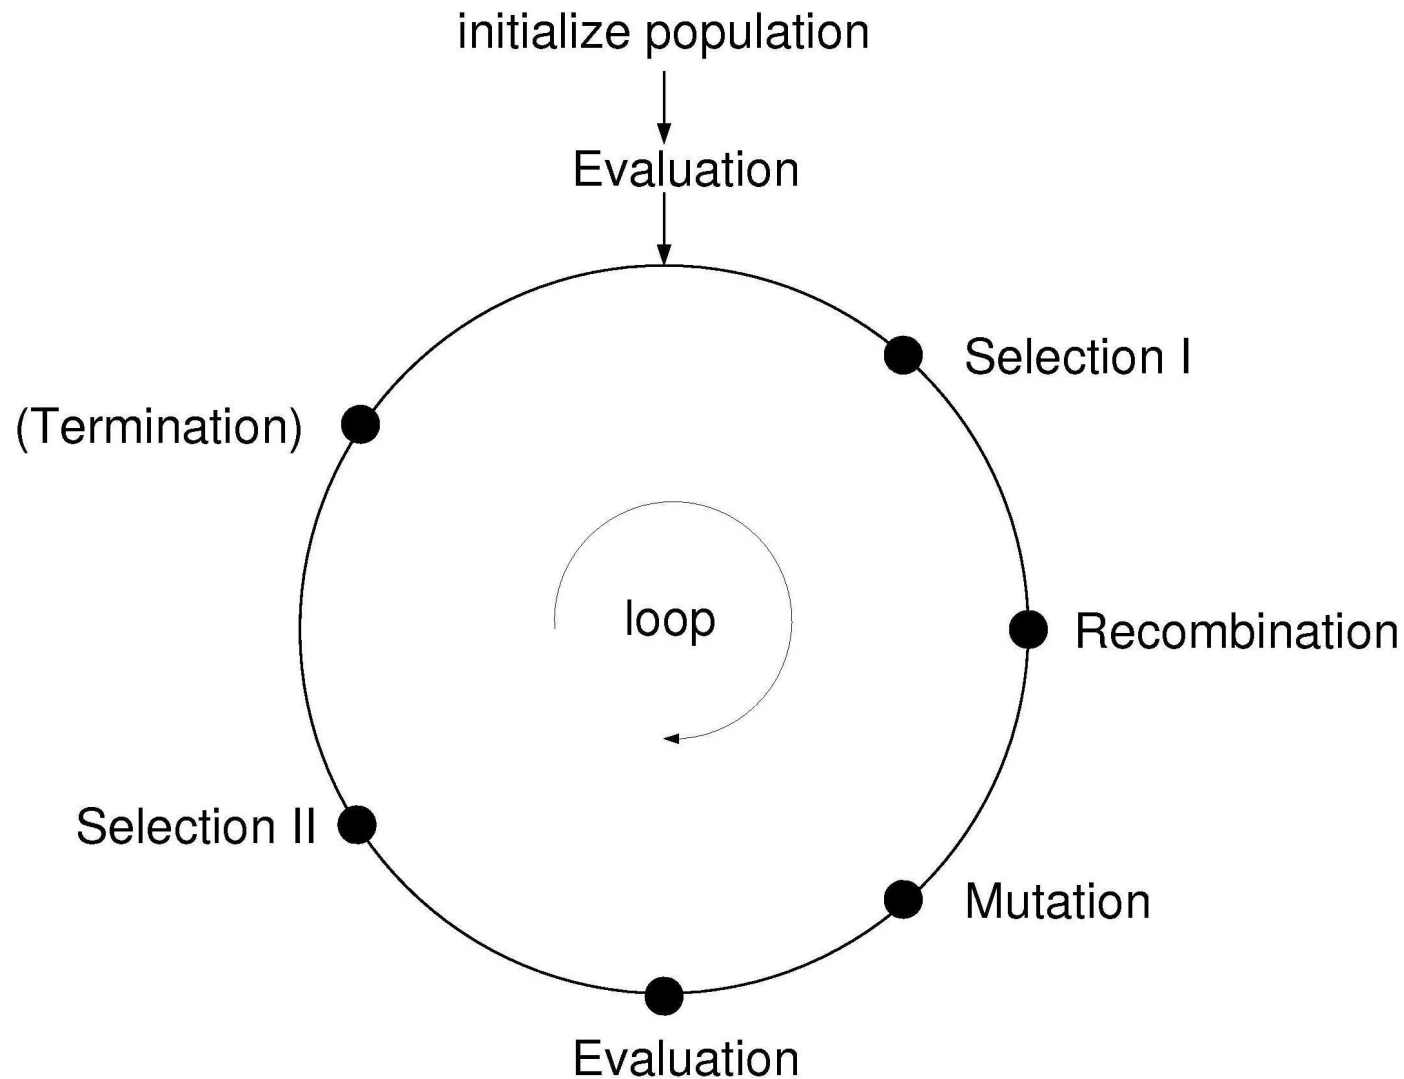 initialize population
Evaluation
Selection I
(Termination)
loop
Recombination
Selection II
Mutation
Evaluation